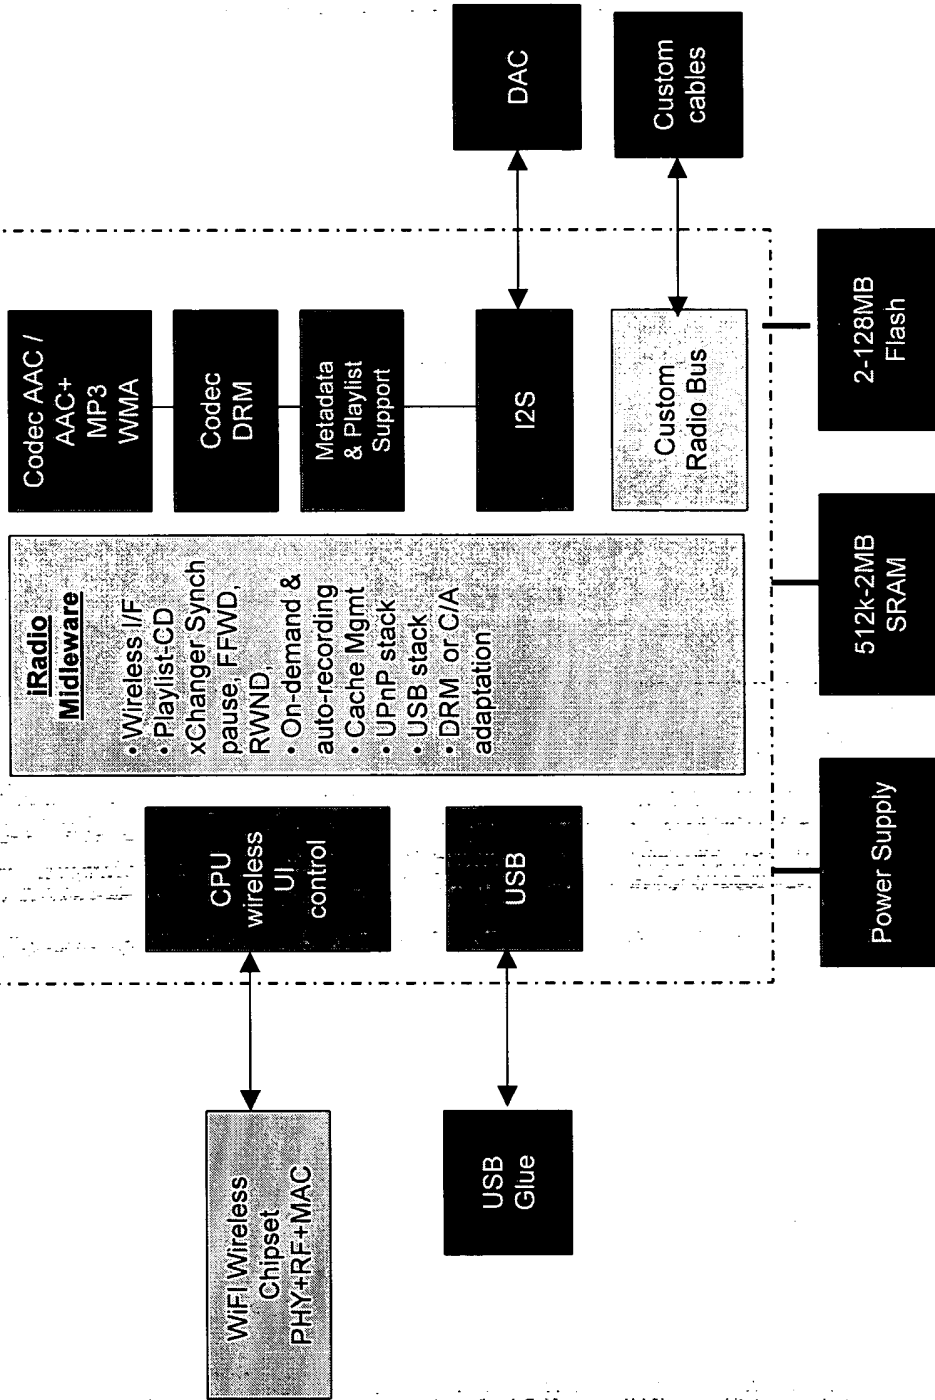 WiFI Wireless
Chipset
PHY+RF+MAC
USB
Glue
CPU
wireless
UI
control
USB
iRadio
Midleware
• Wireless I/F
• Playlist-CD
xChanger Synch
pause, FFWD,
RWND,
• On-demand &
auto-recording
• Cache Mgmt
• UPnP stack
• USB stack
• DRM or C/A
adaptation
Codec AAC /
AAC+
MP3
WMA
Codec
DRM
Metadata
& Playlist
Support
I2S
Custom
Radio Bus
DAC
Custom
cables
Power Supply
512k-2MB
SRAM
2-128MB
Flash